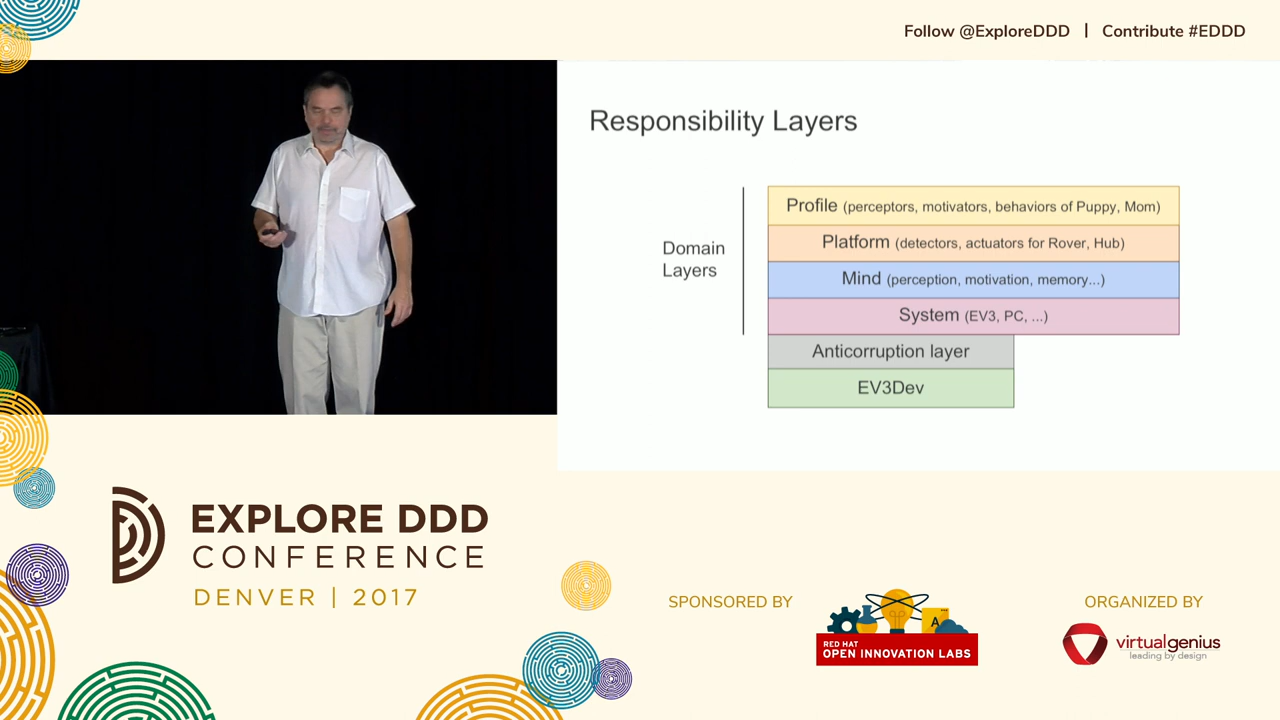 Follow @ExploreDDD | Contribute #EDDD
Responsibility Layers
Domain
Layers
Profile (perceptors, motivators, behaviors of Puppy, Mom)
Platform (detectors, actuators for Rover, Hub)
Mind (perception, motivation, memory...)
System (EV3, PC, ...)
Anticorruption layer
EV3Dev
EXPLORE DDD
CONFERENCE
DENVER | 2017
SPONSORED BY
A
RED HAT
OPEN INNOVATION LABS
ORGANIZED BY
virtualgenius
leading by design